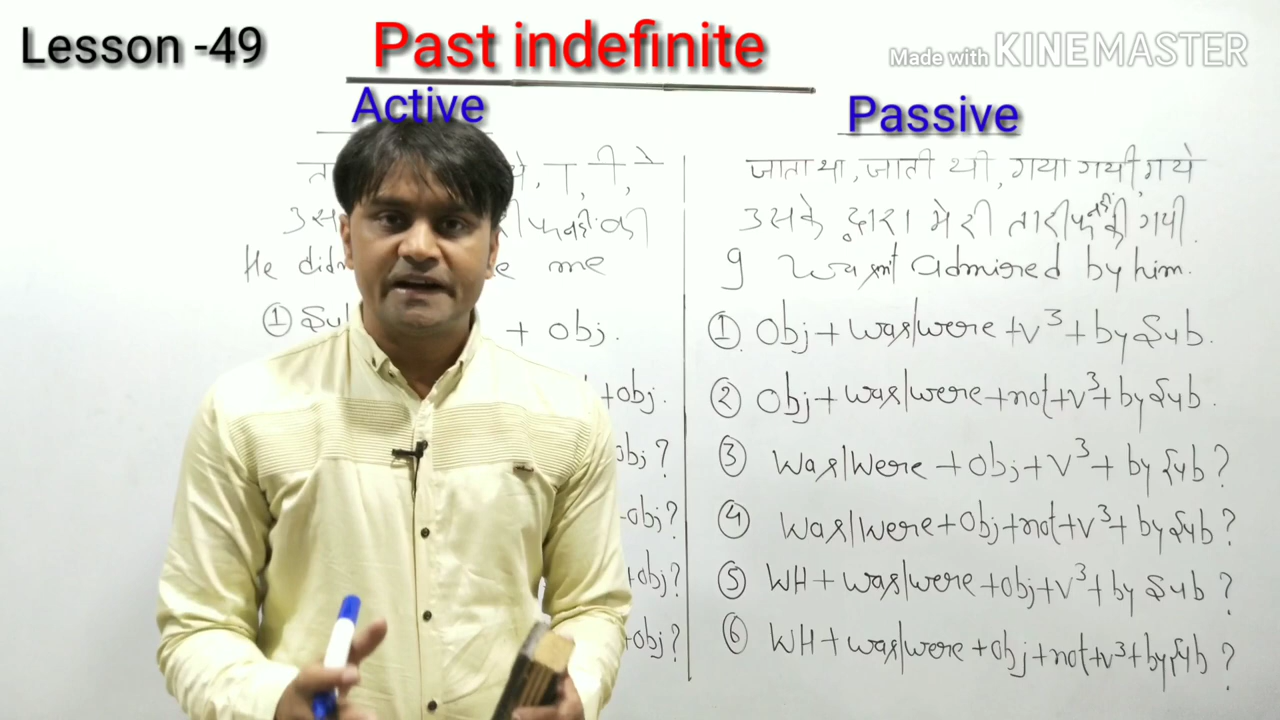 Lesson -49
Past indefinite
Made with KINEMASTER
Active
Passive
जाता था, जाती थी, गया गयी, गये
उसके द्वारा मेरी तारीफ नहीं की गयी.
I wasn't admired by him.
He didn me
① Sub + obj.
+obj.
obj?
-obj?
+obj?
+obj?
① Obj + was/were +V³ + by Sub.
② Obj + was/were +not+V³+ by Sub.
③ Was/Were + Obj + V³ + by Sub?
④ Was/were + Obj +not+V³+ by Sub?
⑤ WH + was/were +Obj+V³+ by Sub ?
⑥ WH + was/were +obj +not+V³+by Sub ?